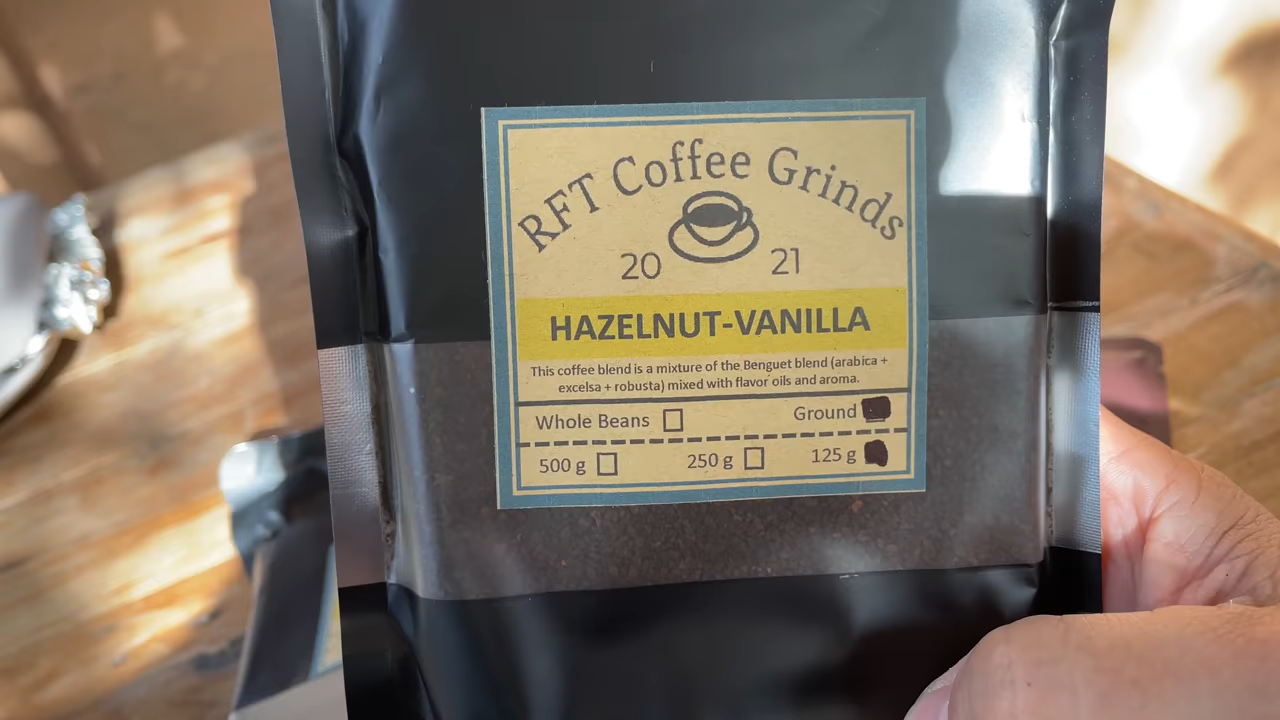 RFT Coffee Grinds
20 21
HAZELNUT-VANILLA
This coffee blend is a mixture of the Benguet blend (arabica +
excelsa + robusta) mixed with flavor oils and aroma.
Whole Beans Ground
500 g 250 g 125 g